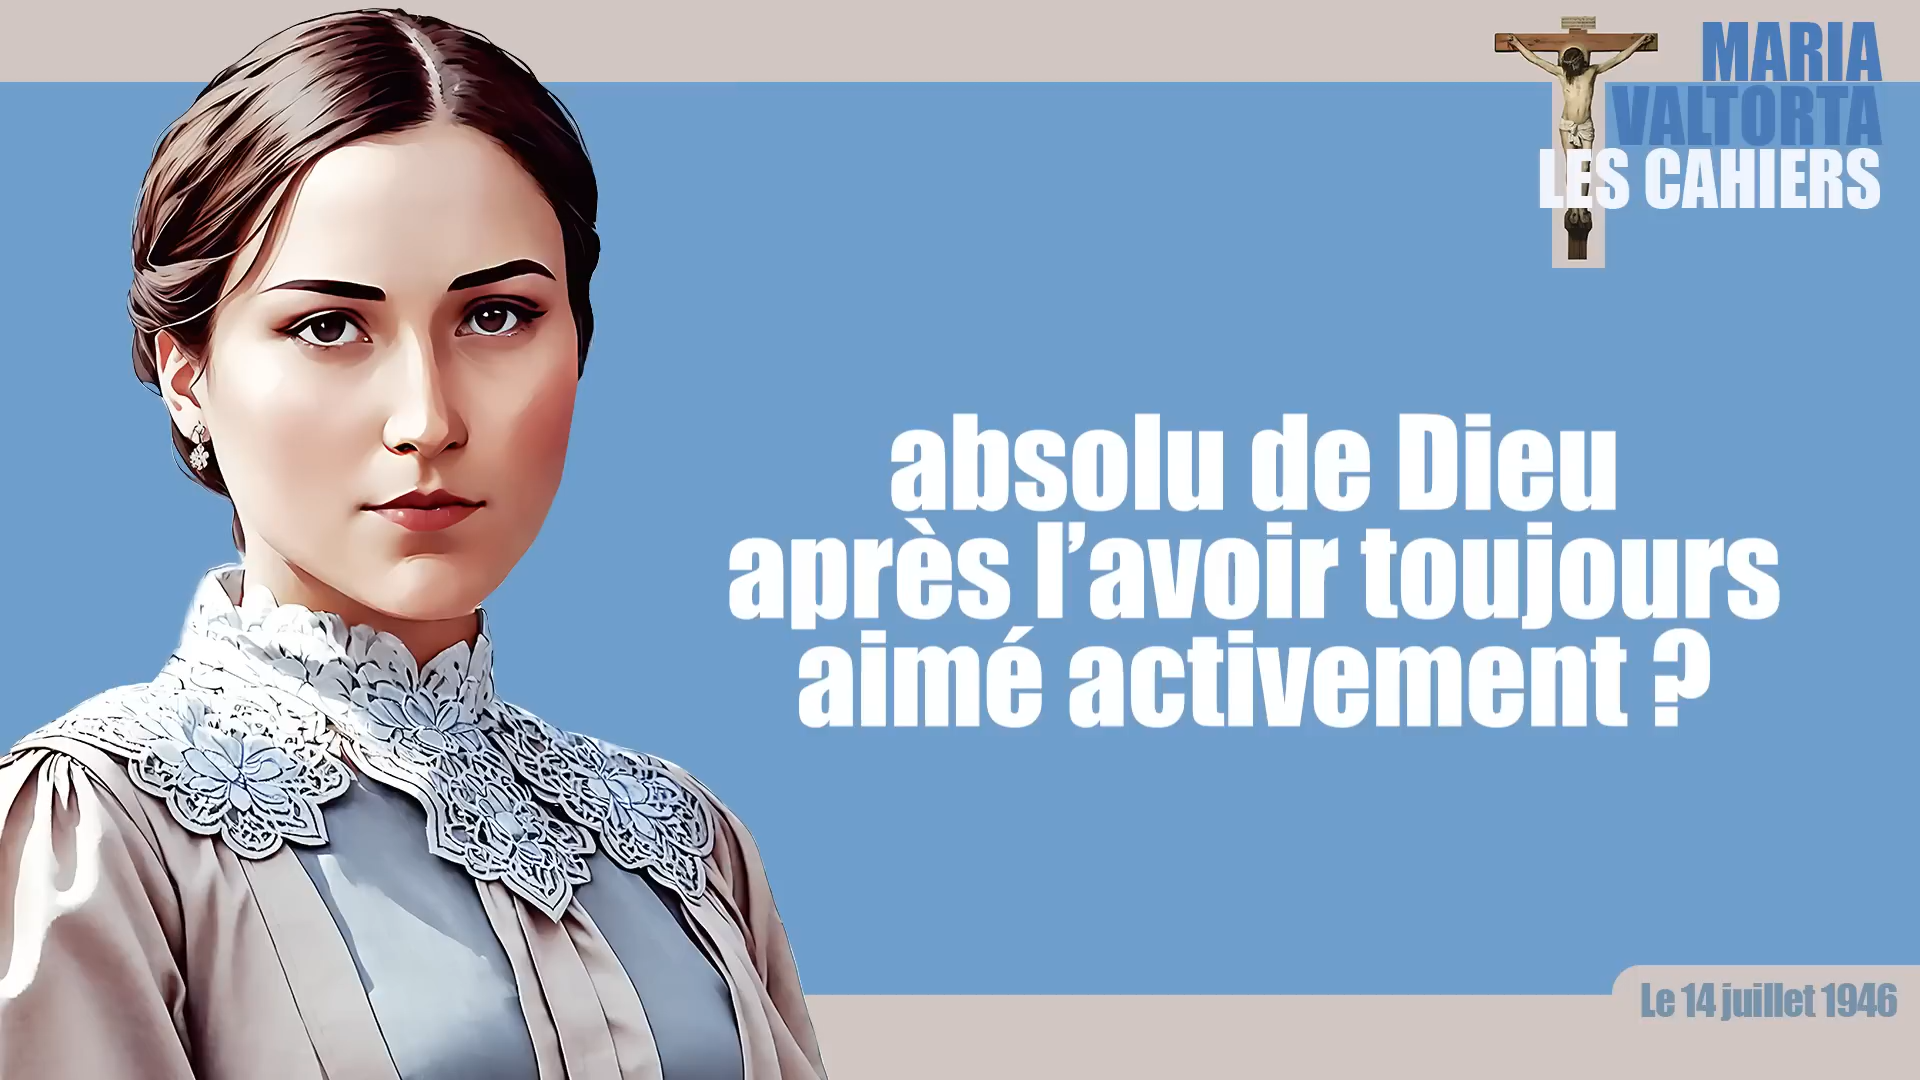 MARIA
VALTORTA
LES CAHIERS
absolu de Dieu
après l’avoir toujours
aimé activement ?
Le 14 juillet 1946